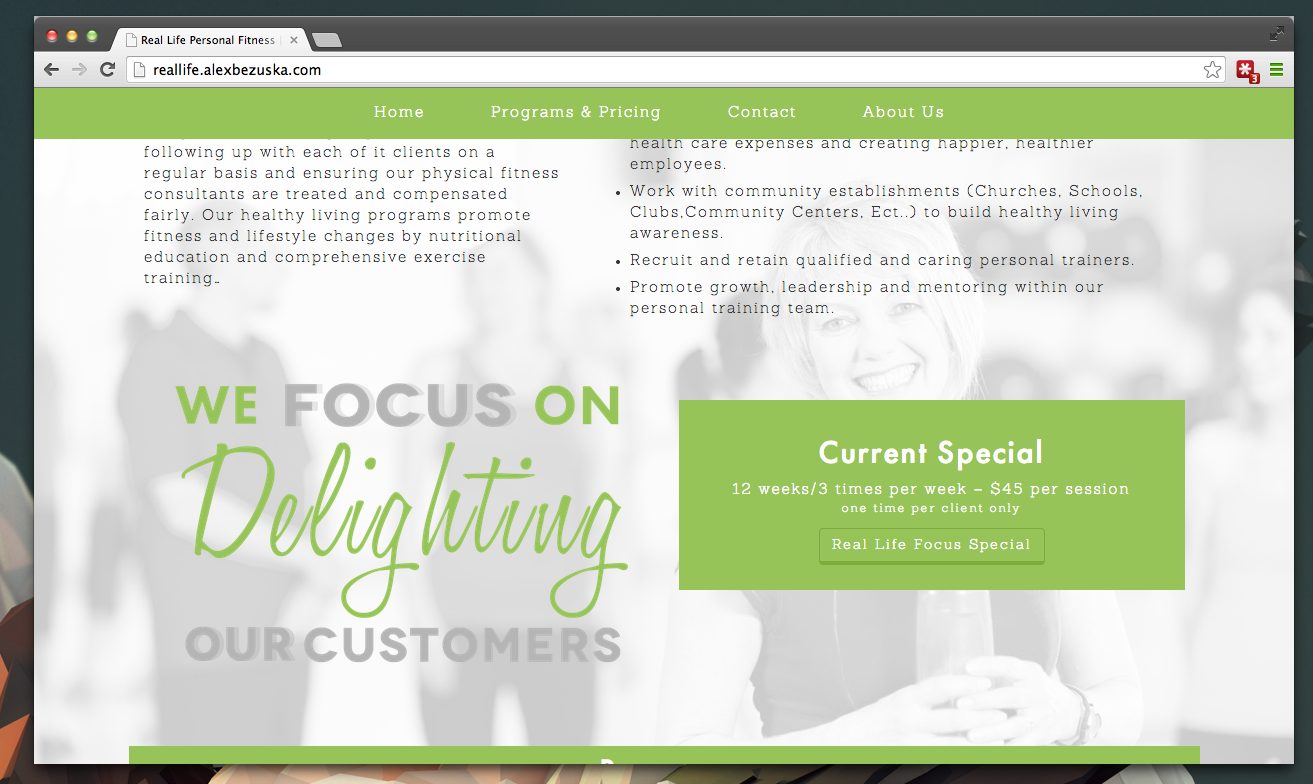 Real Life Personal Fitness |
reallife.alexbezuska.com
3
Home Programs & Pricing Contact About Us
following up with each of it clients on a
regular basis and ensuring our physical fitness
consultants are treated and compensated
fairly. Our healthy living programs promote
fitness and lifestyle changes by nutritional
education and comprehensive exercise
training..
health care expenses and creating happier, healthier
employees.
• Work with community establishments (Churches, Schools,
Clubs,Community Centers, Ect..) to build healthy living
awareness.
• Recruit and retain qualified and caring personal trainers.
• Promote growth, leadership and mentoring within our
personal training team.
WE FOCUS ON
Delighting
OUR CUSTOMERS
Current Special
12 weeks/3 times per week – $45 per session
one time per client only
Real Life Focus Special